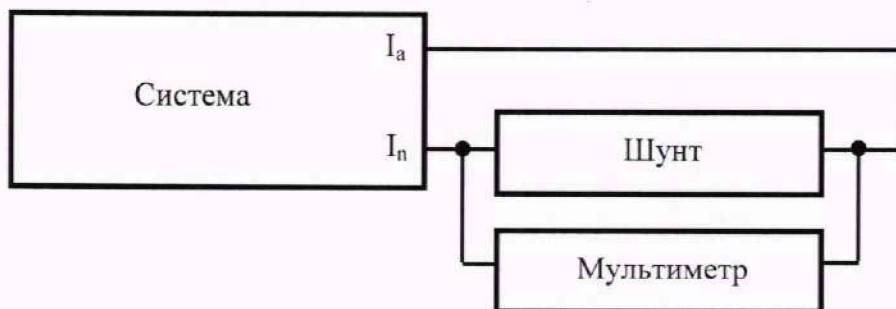 Iₐ
Система
Iₙ
Шунт
Мультиметр